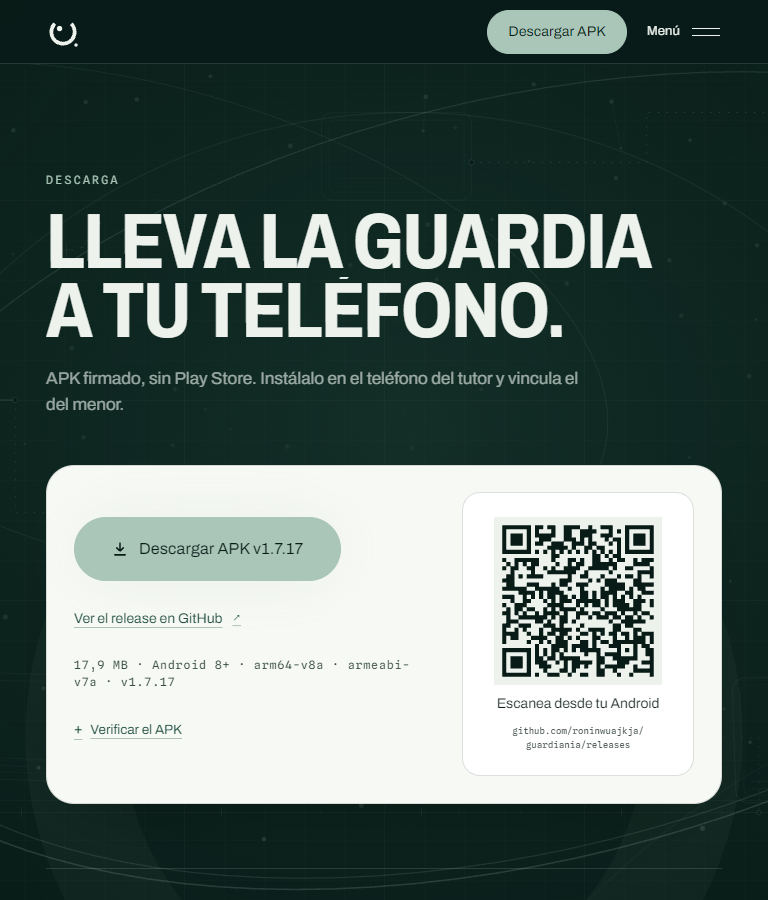 Descargar APK
Menú
DESCARGA
LLEVA LA GUARDIA
A TU TELÉFONO.
APK firmado, sin Play Store. Instálalo en el teléfono del tutor y vincula el
del menor.
Descargar APK v1.7.17
Ver el release en GitHub ↗
17,9 MB · Android 8+ · arm64-v8a · armeabi-
v7a · v1.7.17
+ Verificar el APK
Escanea desde tu Android
github.com/roninwuajkja/
guardiania/releases